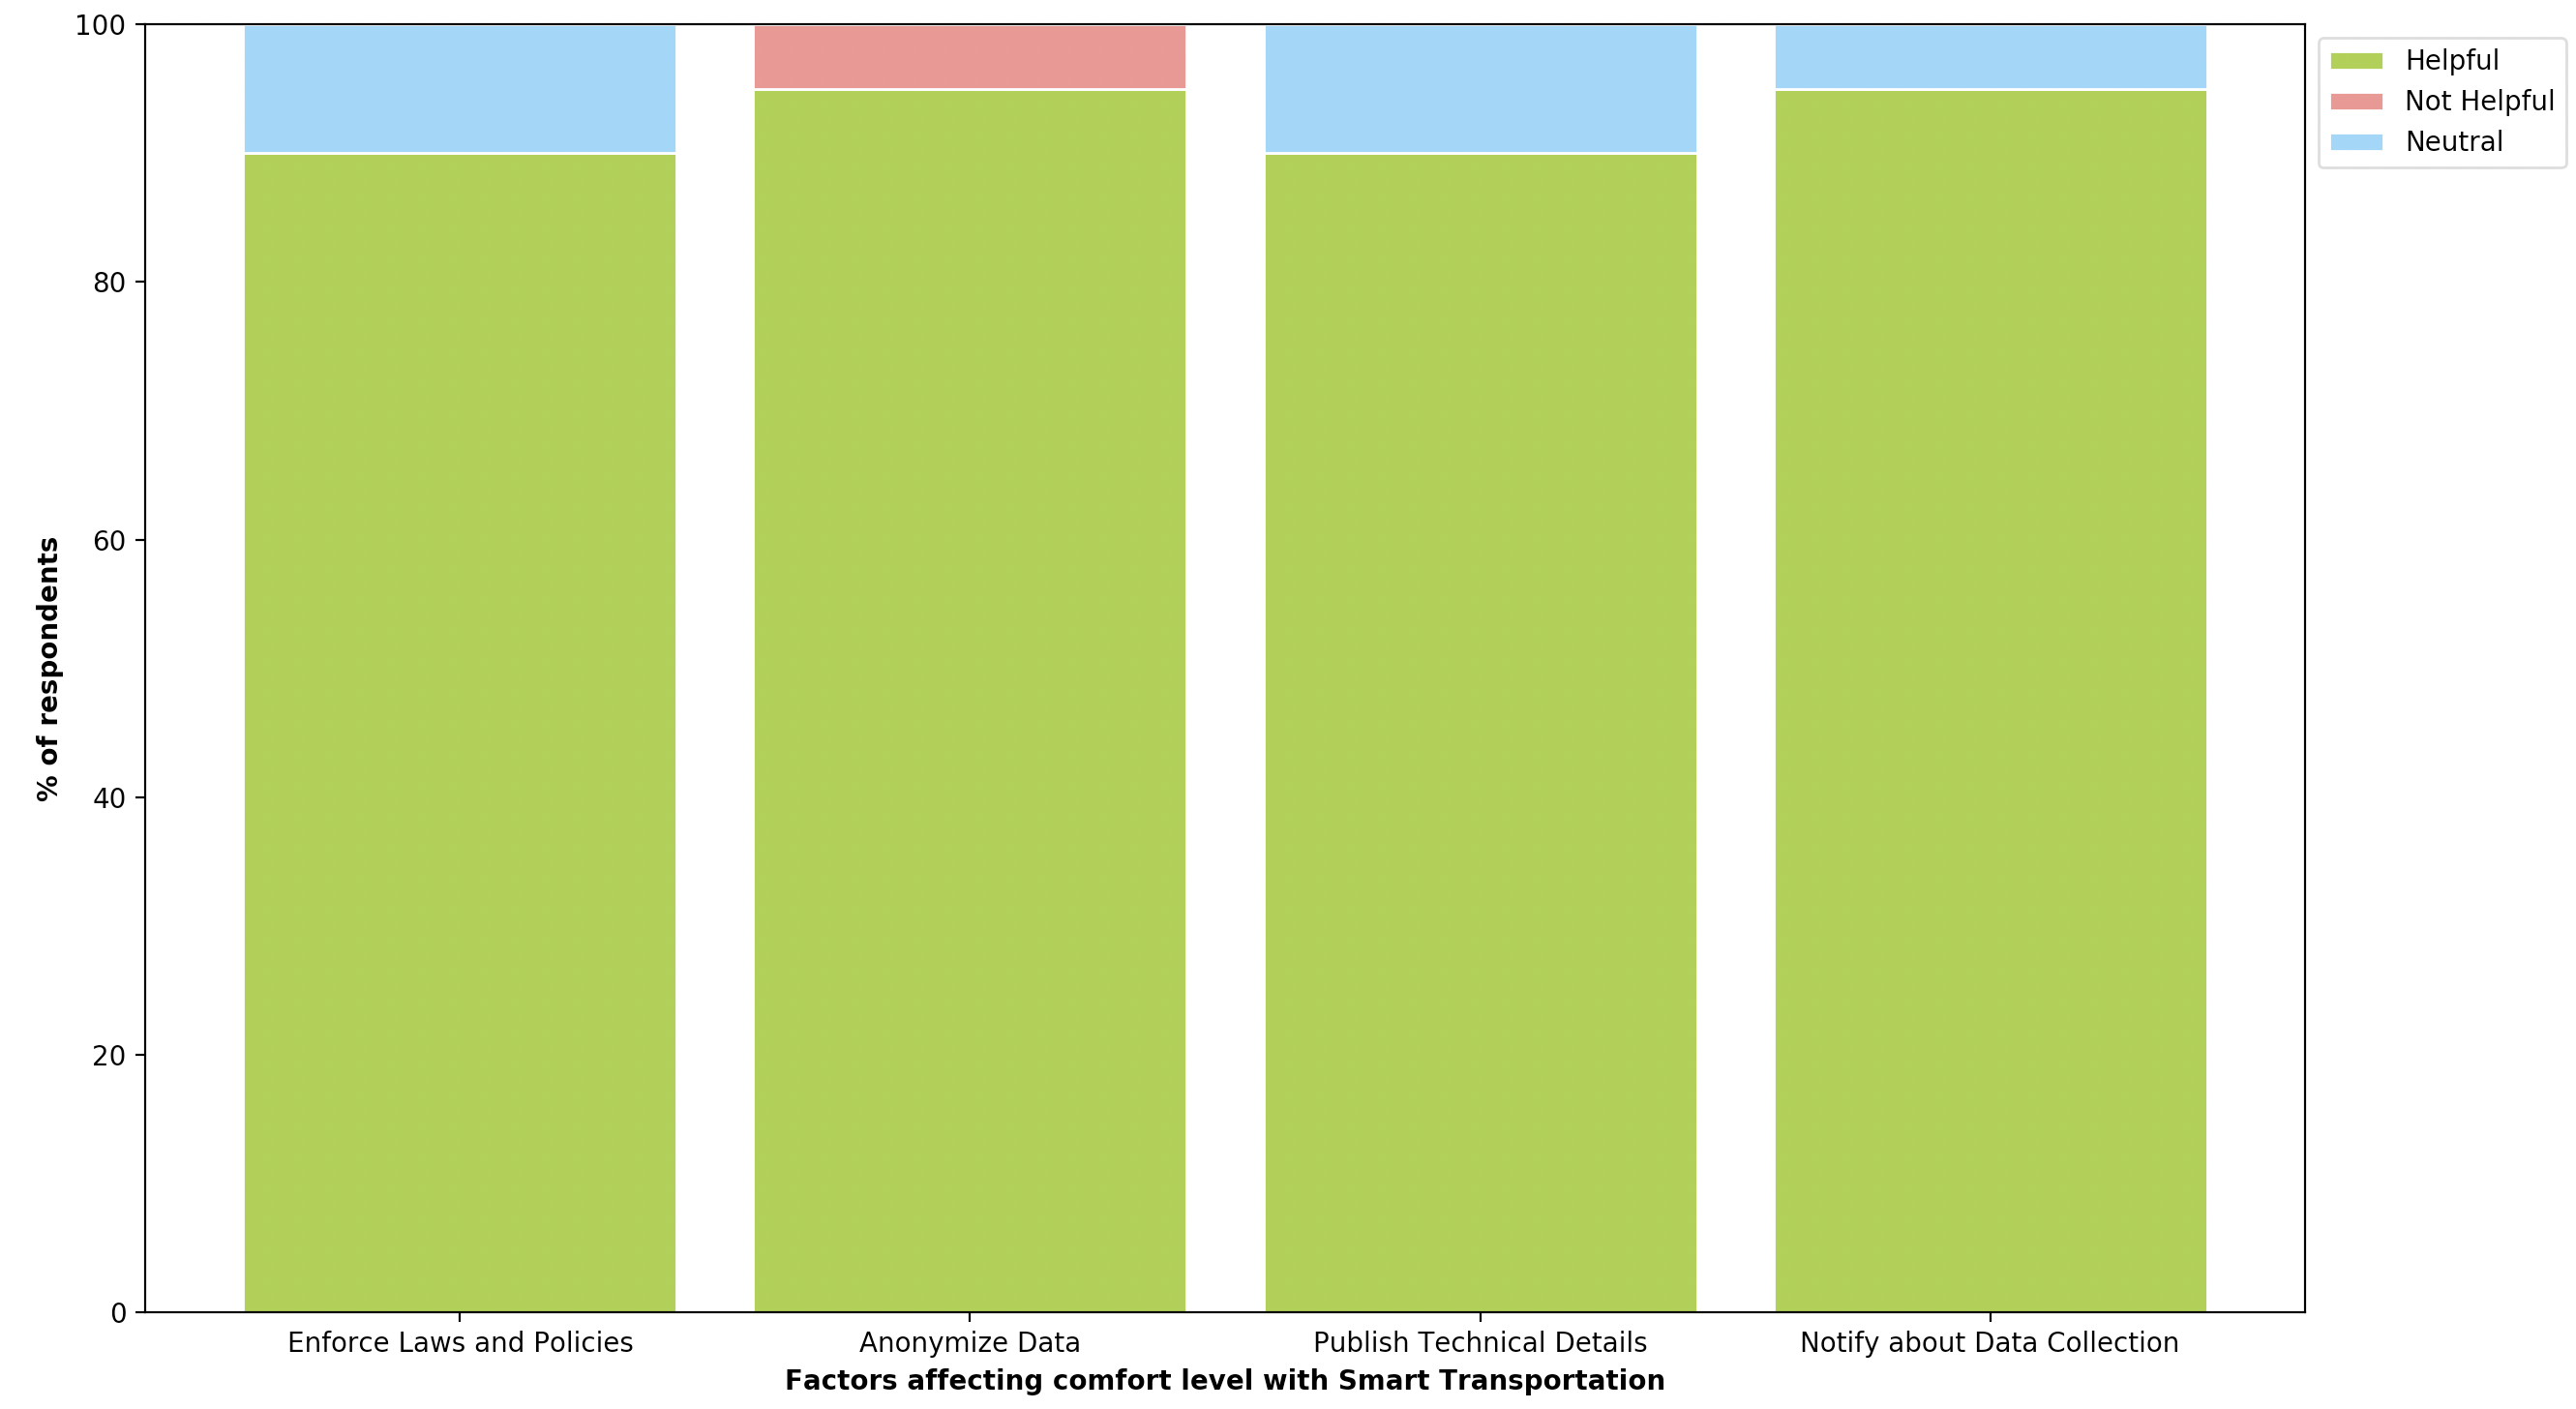 100
80
60
40
20
0
% of respondents
Enforce Laws and Policies
Anonymize Data
Publish Technical Details
Notify about Data Collection
Factors affecting comfort level with Smart Transportation
Helpful
Not Helpful
Neutral